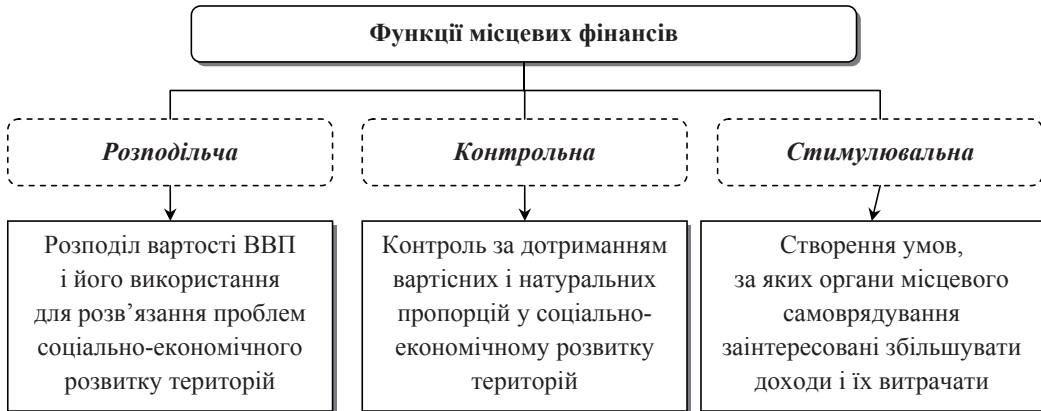 Функції місцевих фінансів
Розподільча
Контрольна
Стимулювальна
Розподіл вартості ВВП
і його використання
для розв’язання проблем
соціально-економічного
розвитку територій
Контроль за дотриманням
вартісних і натуральних
пропорцій у соціально-
економічному розвитку
територій
Створення умов,
за яких органи місцевого
самоврядування
заінтересовані збільшувати
доходи і їх витрачати